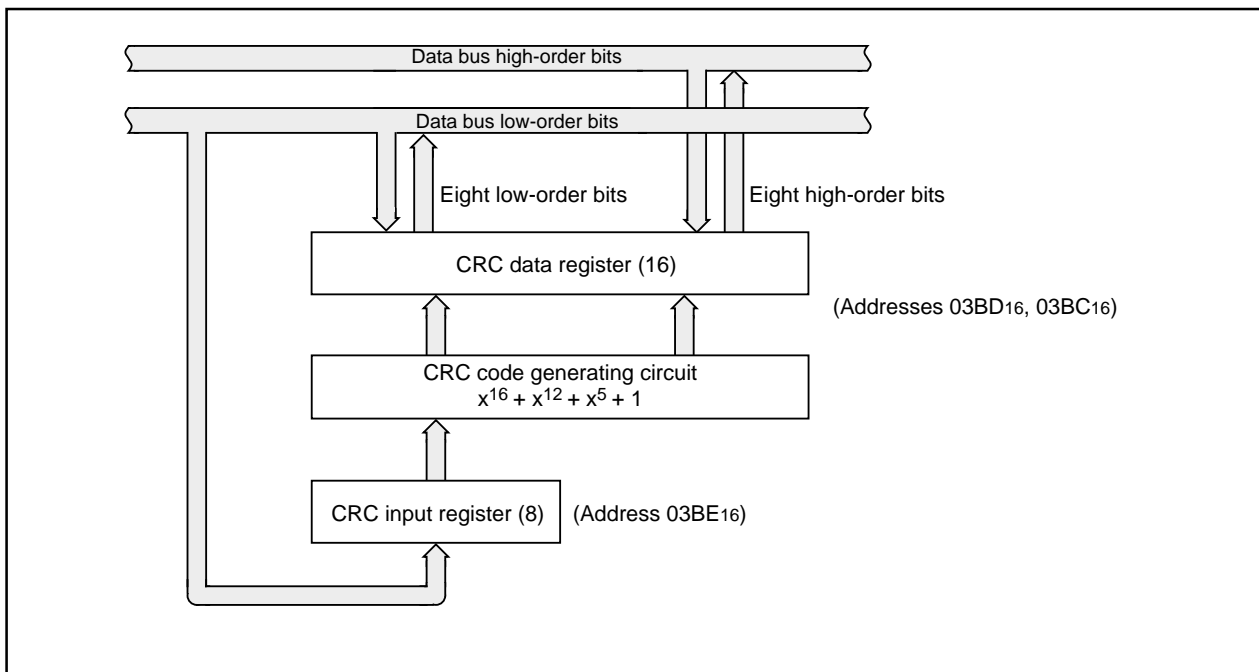 Data bus high-order bits
Data bus low-order bits
Eight low-order bits
Eight high-order bits
CRC data register (16)
(Addresses 03BD16, 03BC16)
CRC code generating circuit
x16 + x12 + x5 + 1
CRC input register (8)
(Address 03BE16)